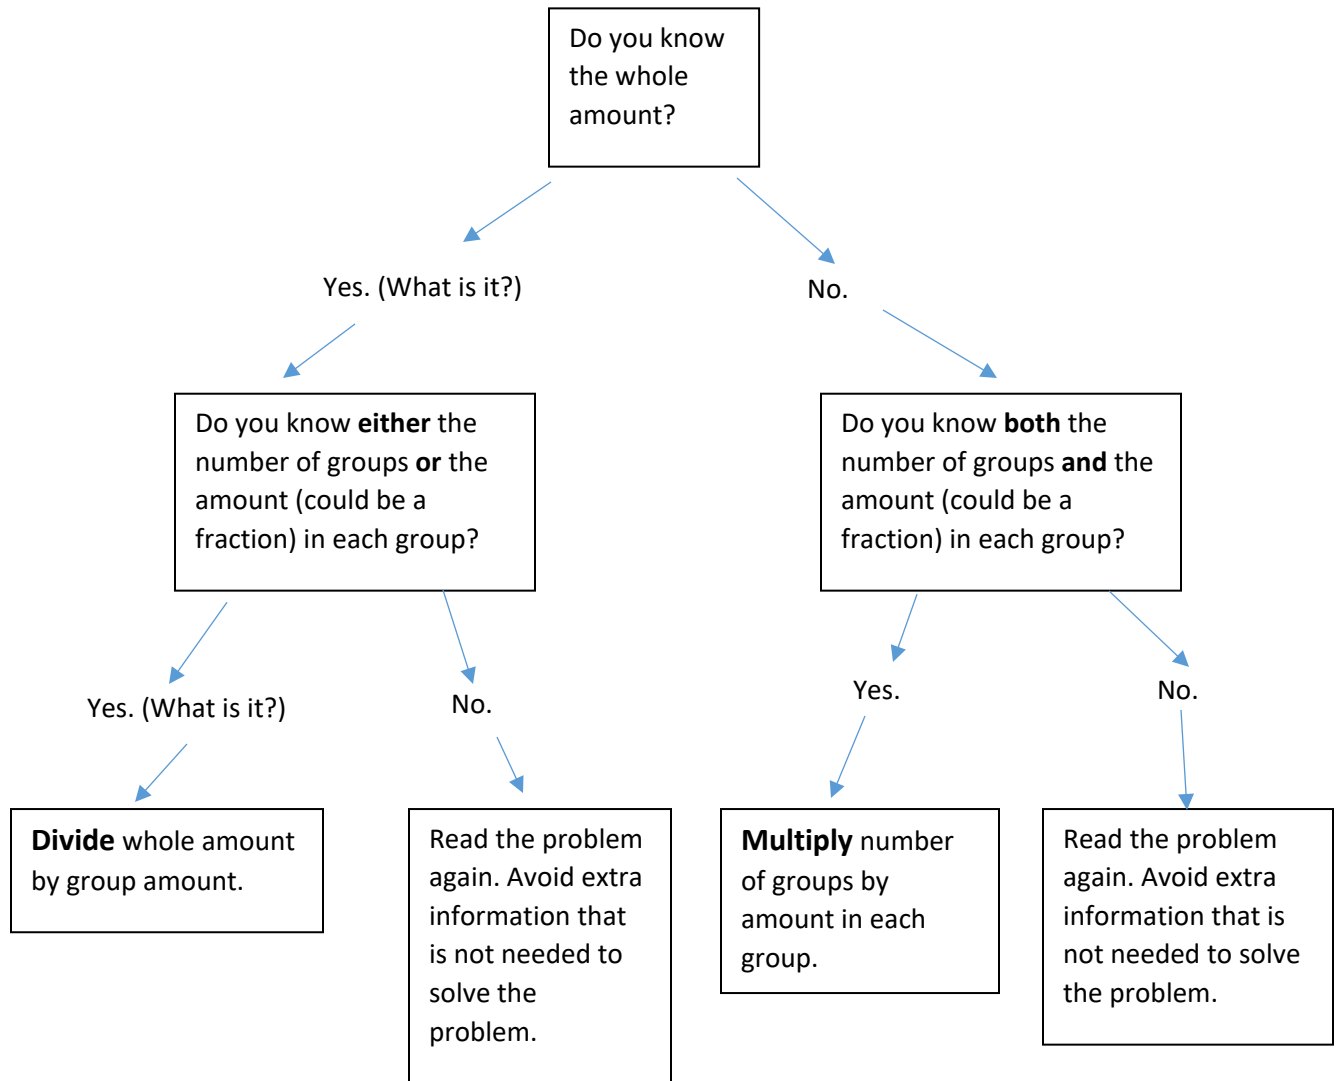 Do you know
the whole
amount?
Yes. (What is it?)
No.
Do you know either the
number of groups or the
amount (could be a
fraction) in each group?
Do you know both the
number of groups and the
amount (could be a
fraction) in each group?
Yes. (What is it?)
No.
Yes.
No.
Divide whole amount
by group amount.
Read the problem
again. Avoid extra
information that
is not needed to
solve the
problem.
Multiply number
of groups by
amount in each
group.
Read the problem
again. Avoid extra
information that is
not needed to solve
the problem.